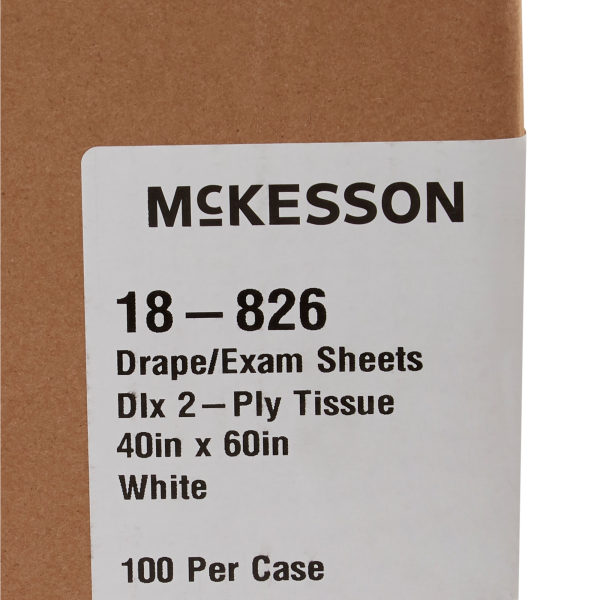 McKESSON
18-826
Drape/Exam Sheets
Dlx 2-Ply Tissue
40in x 60in
White
100 Per Case